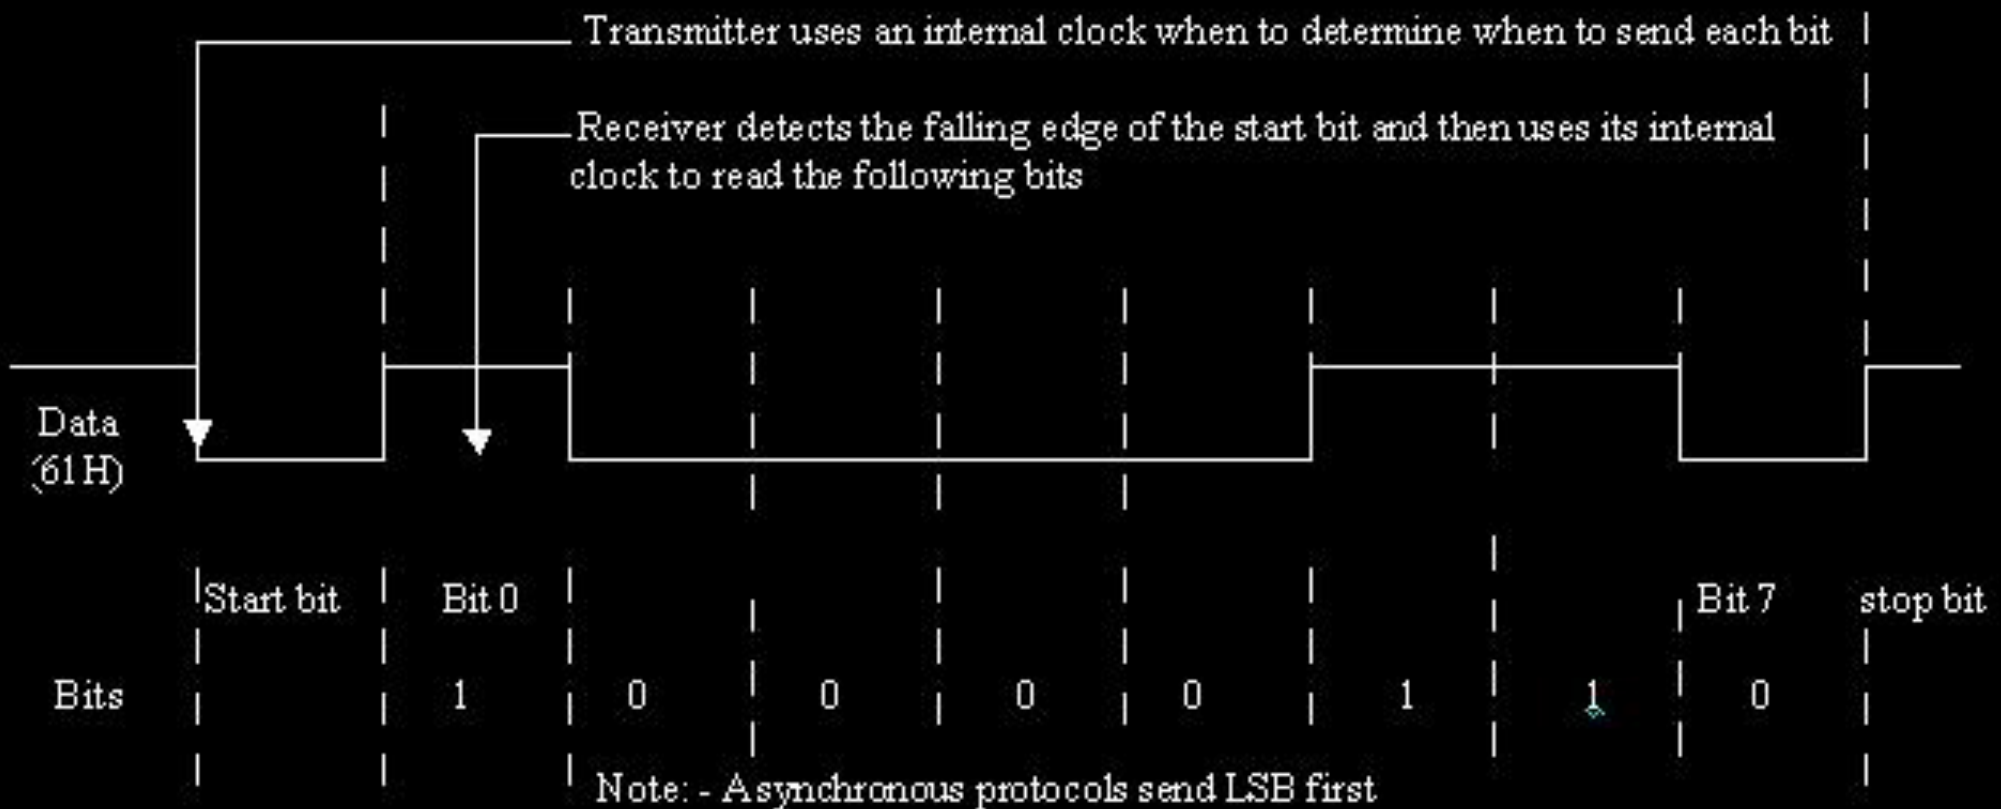 Transmitter uses an internal clock when to determine when to send each bit
Receiver detects the falling edge of the start bit and then uses its internal
clock to read the following bits
Data
(61H)
Start bit Bit 0 Bit 7 stop bit
Bits 1 0 0 0 0 1 1 0
Note: - Asynchronous protocols send LSB first